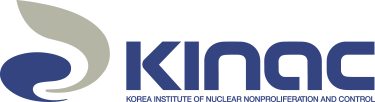 KINAC
KOREA INSTITUTE OF NUCLEAR NONPROLIFERATION AND CONTROL